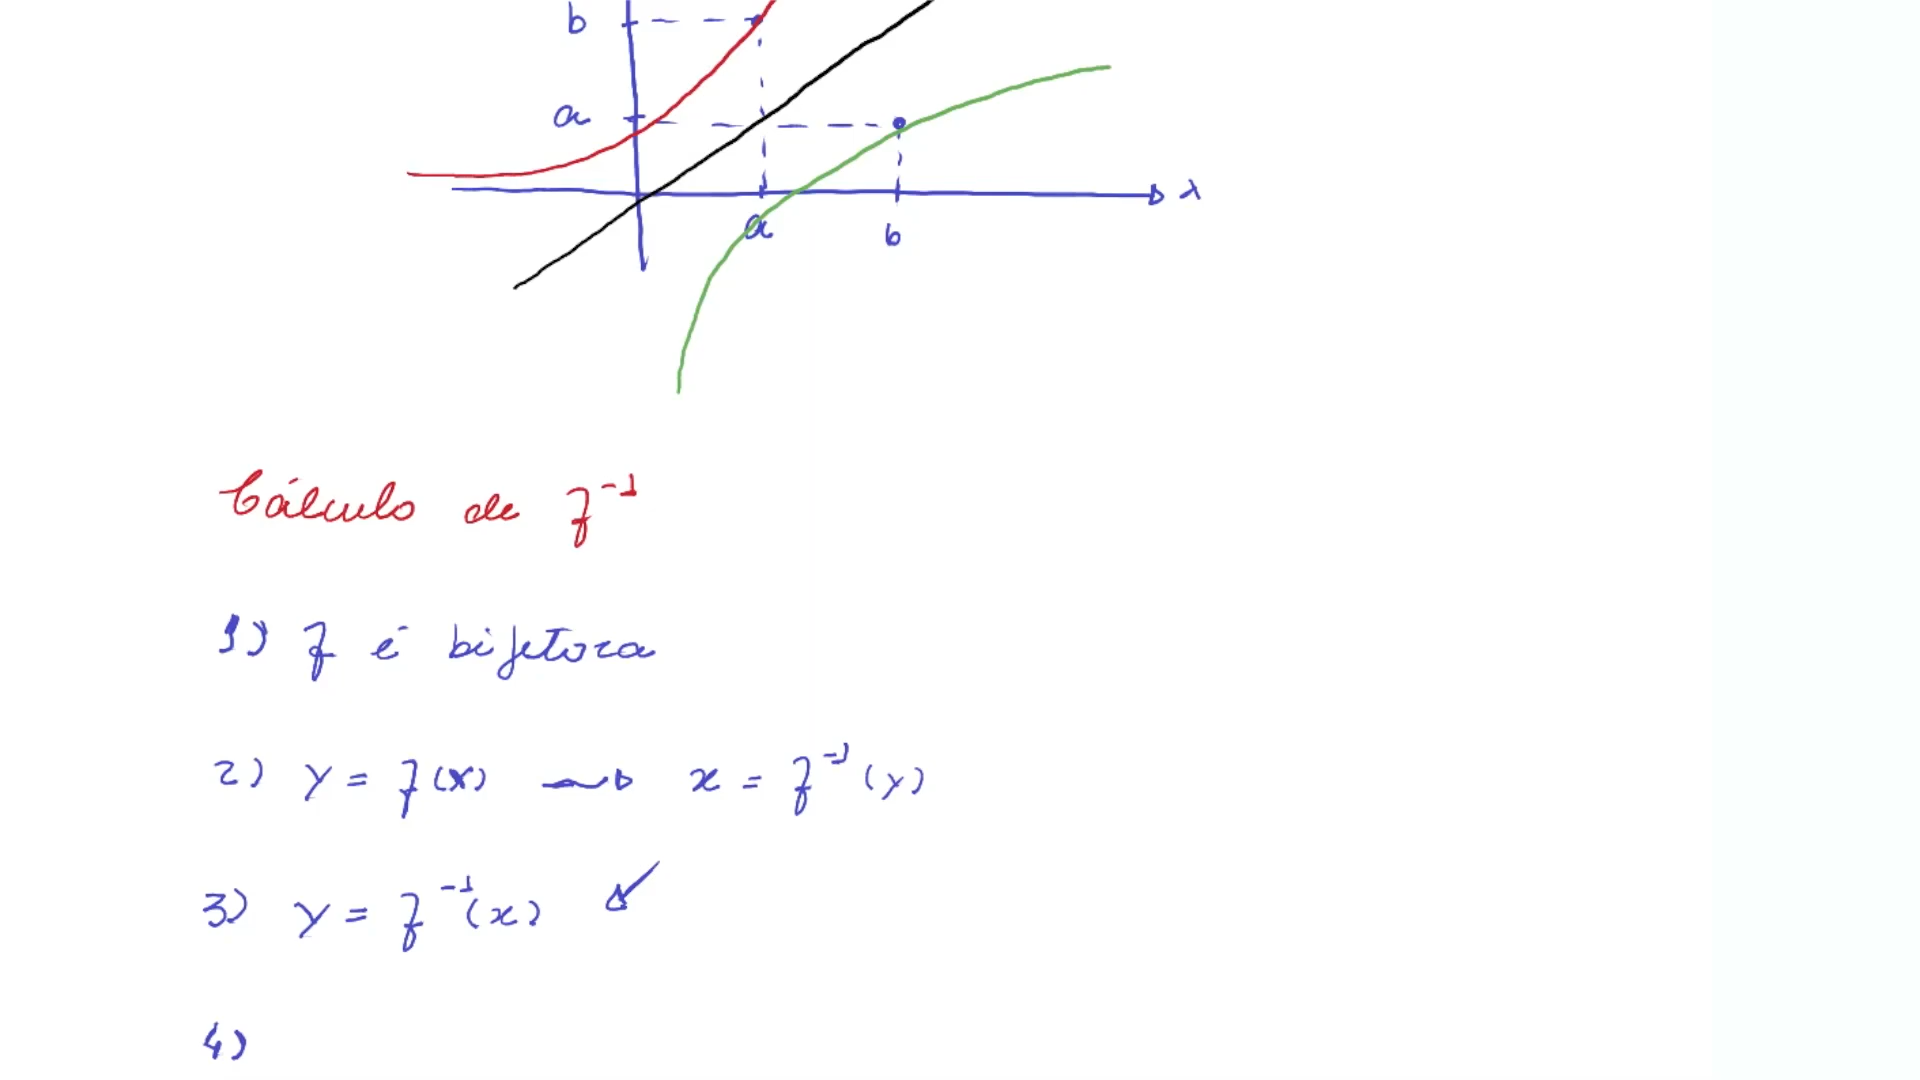 b
a
x
a
b
Cálculo de f⁻¹
1) f é bijetora
2) y = f(x) → x = f⁻¹(y)
3) y = f⁻¹(x) ↙
4)